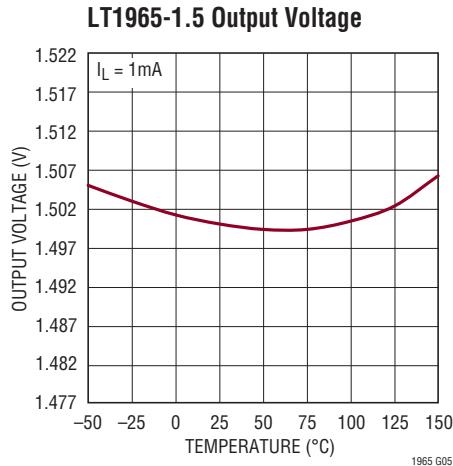 LT1965-1.5 Output Voltage
I_L = 1mA
OUTPUT VOLTAGE (V)
1.522
1.517
1.512
1.507
1.502
1.497
1.492
1.487
1.482
1.477
–50 –25 0 25 50 75 100 125 150
TEMPERATURE (°C)
1965 G05